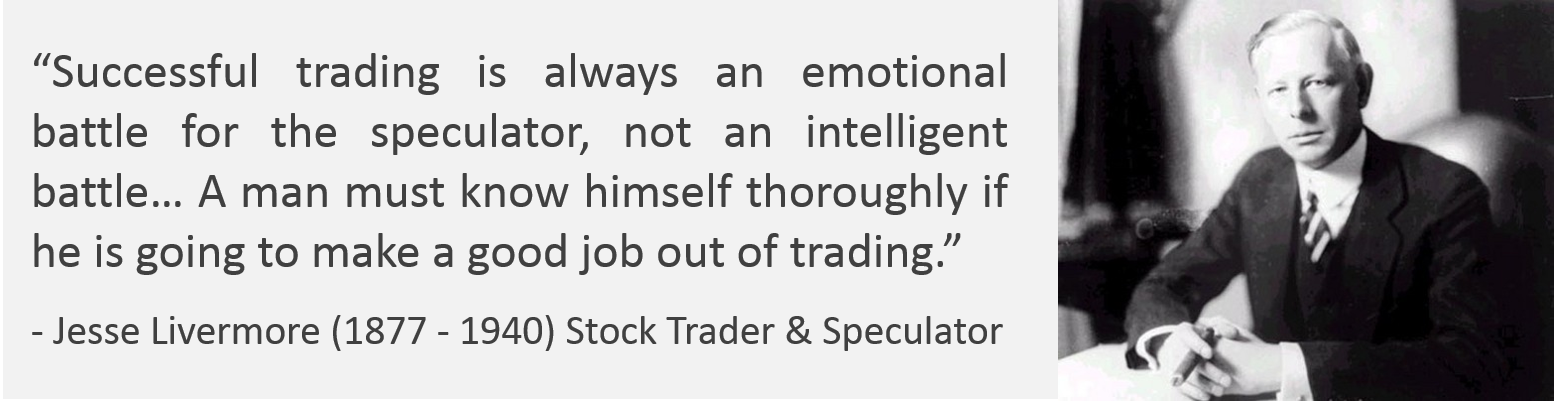 “Successful trading is always an emotional
battle for the speculator, not an intelligent
battle... A man must know himself thoroughly if
he is going to make a good job out of trading.”
- Jesse Livermore (1877 - 1940) Stock Trader & Speculator